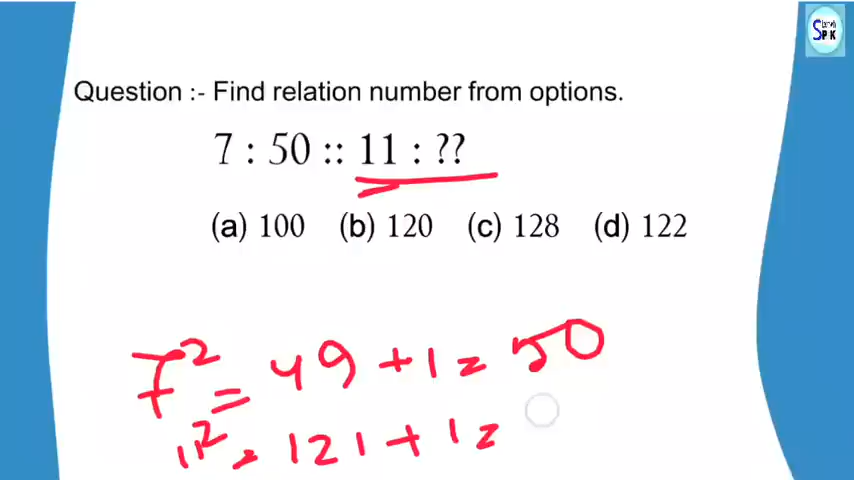 Question :- Find relation number from options.
7 : 50 :: 11 : ??
(a) 100 (b) 120 (c) 128 (d) 122
7² = 49 + 1 = 50
11² = 121 + 1 =